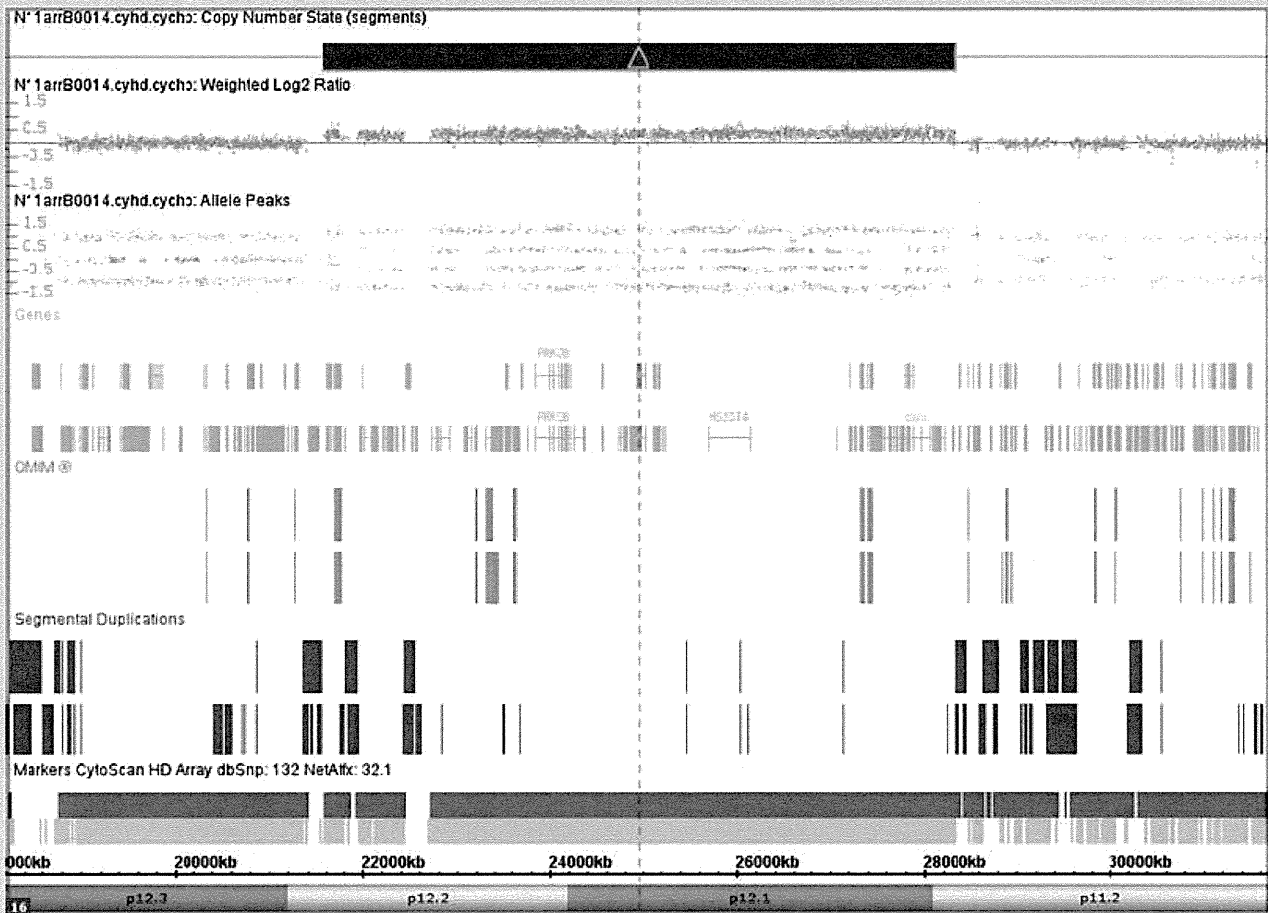 N*1arrB0014.cyhd.cychp: Copy Number State (segments)
N*1arrB0014.cyhd.cychp: Weighted Log2 Ratio
1.5
0.5
-0.5
-1.5
N*1arrB0014.cyhd.cychp: Allele Peaks
1.5
0.5
-0.5
-1.5
Genes
PRKCB
PRKCB HS3ST4
OMIM ®
Segmental Duplications
Markers CytoScan HD Array dbSnp: 132 NetAffx: 32.1
000kb 20000kb 22000kb 24000kb 26000kb 28000kb 30000kb
p12.3 p12.2 p12.1 p11.2
16